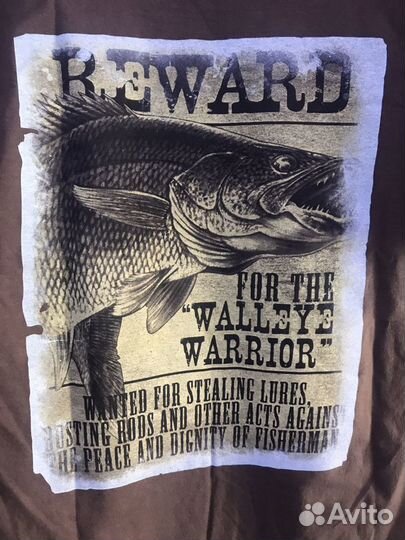 REWARD
FOR THE
"WALLEYE
WARRIOR"
WANTED FOR STEALING LURES,
BUSTING RODS AND OTHER ACTS AGAINST
THE PEACE AND DIGNITY OF FISHERMAN
Avito